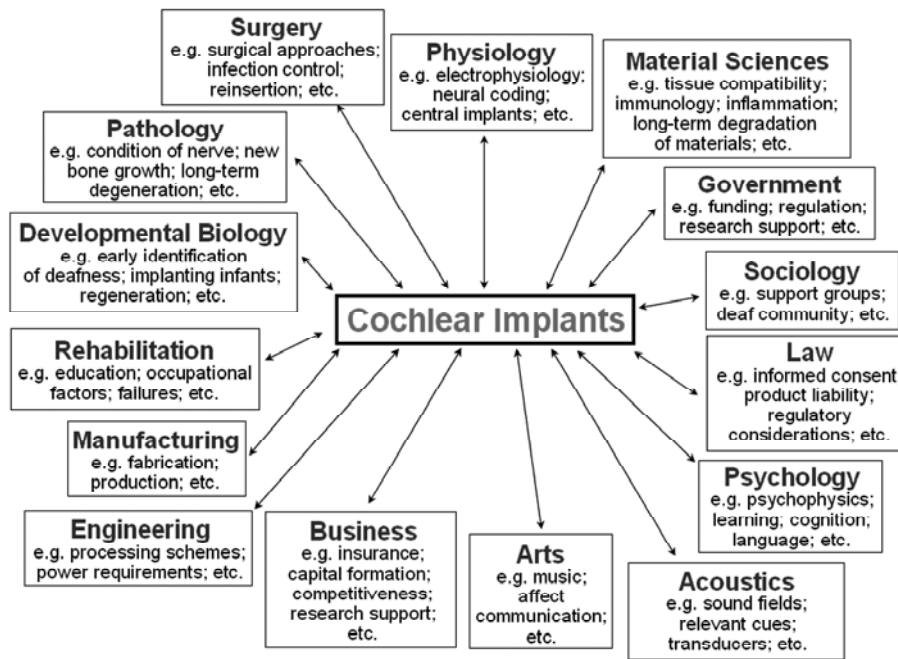 Surgery
e.g. surgical approaches;
infection control;
reinsertion; etc.
Physiology
e.g. electrophysiology;
neural coding;
central implants; etc.
Material Sciences
e.g. tissue compatibility;
immunology; inflammation;
long-term degradation
of materials; etc.
Pathology
e.g. condition of nerve; new
bone growth; long-term
degeneration; etc.
Government
e.g. funding; regulation;
research support; etc.
Developmental Biology
e.g. early identification
of deafness; implanting infants;
regeneration; etc.
Sociology
e.g. support groups;
deaf community; etc.
Cochlear Implants
Rehabilitation
e.g. education; occupational
factors; failures; etc.
Law
e.g. informed consent
product liability;
regulatory
considerations; etc.
Manufacturing
e.g. fabrication;
production; etc.
Psychology
e.g. psychophysics;
learning; cognition;
language; etc.
Engineering
e.g. processing schemes;
power requirements; etc.
Business
e.g. insurance;
capital formation;
competitiveness;
research support;
etc.
Arts
e.g. music;
affect
communication;
etc.
Acoustics
e.g. sound fields;
relevant cues;
transducers; etc.